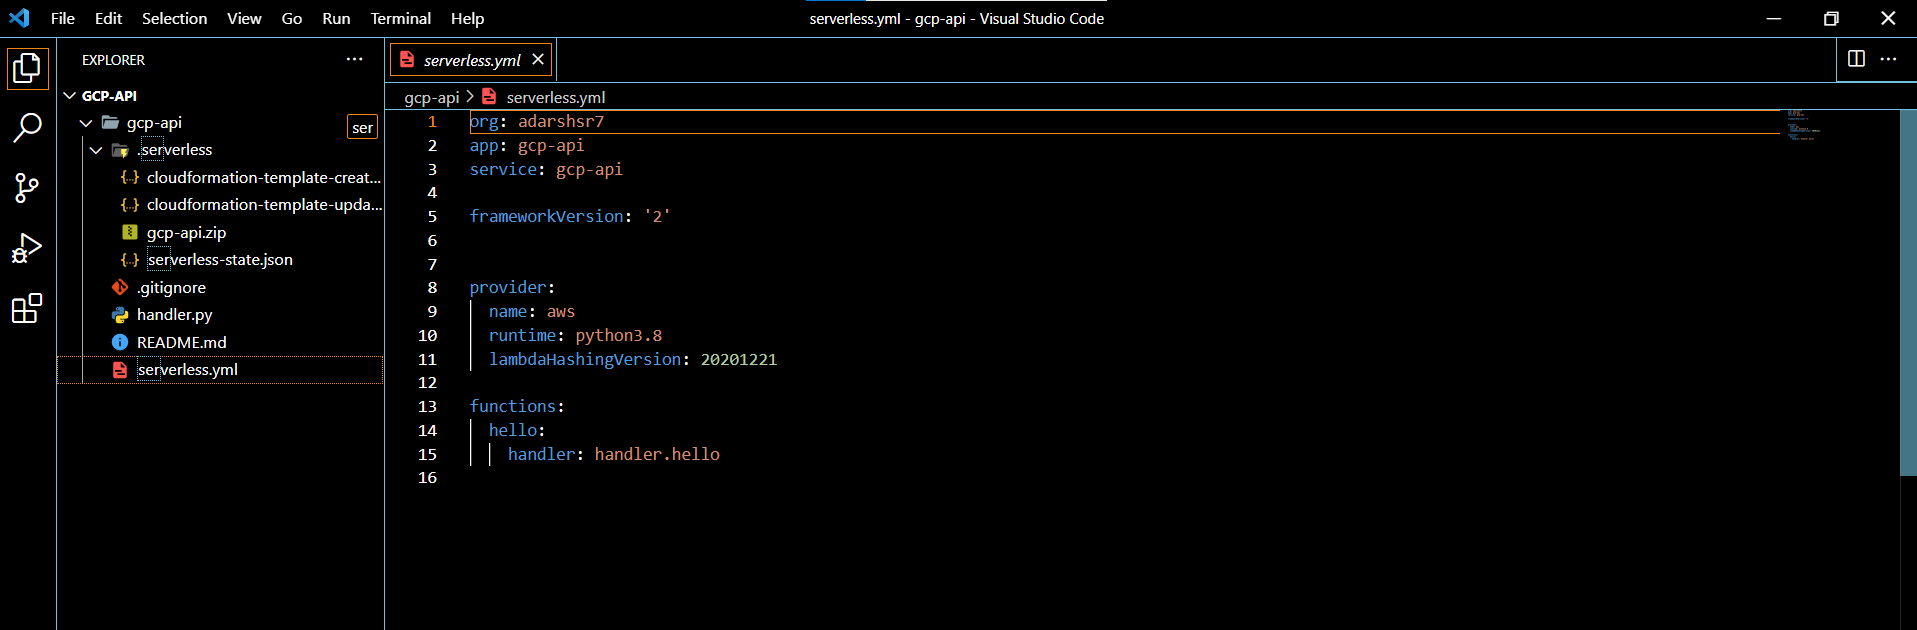 File Edit Selection View Go Run Terminal Help serverless.yml - gcp-api - Visual Studio Code
EXPLORER
GCP-API
gcp-api
ser
.serverless
cloudformation-template-creat...
cloudformation-template-upda...
gcp-api.zip
serverless-state.json
.gitignore
handler.py
README.md
serverless.yml
serverless.yml
gcp-api > serverless.yml
1 org: adarshsr7
2 app: gcp-api
3 service: gcp-api
4
5 frameworkVersion: '2'
6
7
8 provider:
9 name: aws
10 runtime: python3.8
11 lambdaHashingVersion: 20201221
12
13 functions:
14 hello:
15 handler: handler.hello
16